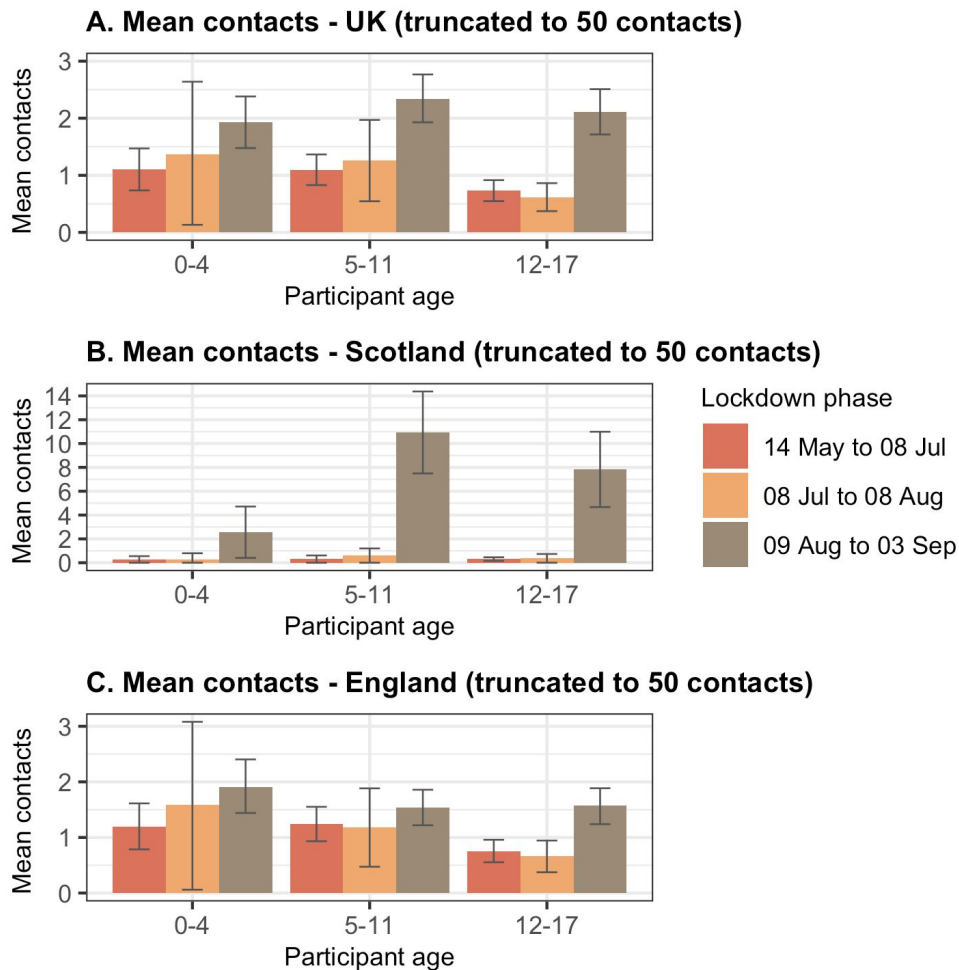 A. Mean contacts - UK (truncated to 50 contacts)
Mean contacts
3
2
1
0
0-4 5-11 12-17
Participant age
B. Mean contacts - Scotland (truncated to 50 contacts)
Mean contacts
14
12
10
8
6
4
2
0
0-4 5-11 12-17
Participant age
Lockdown phase
14 May to 08 Jul
08 Jul to 08 Aug
09 Aug to 03 Sep
C. Mean contacts - England (truncated to 50 contacts)
Mean contacts
3
2
1
0
0-4 5-11 12-17
Participant age